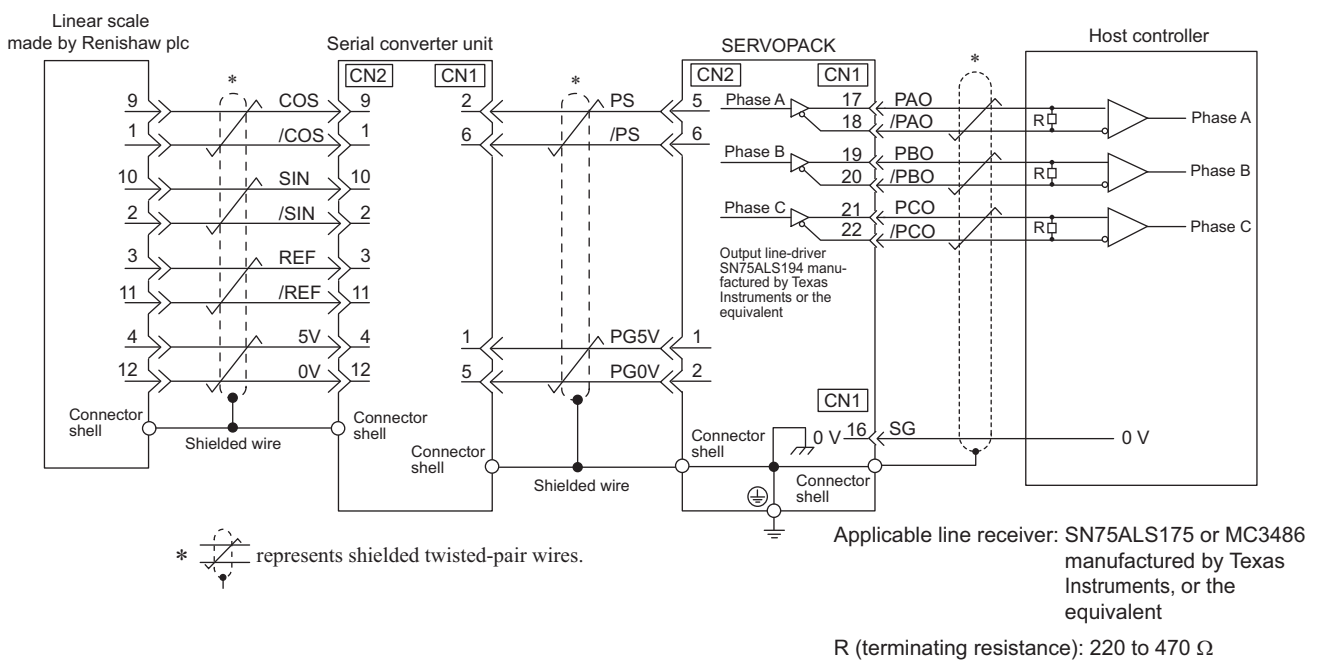 Linear scale
made by Renishaw plc
Serial converter unit
SERVOPACK
Host controller
*
CN2
CN1
*
CN2
CN1
*
9 COS 9
1 /COS 1
10 SIN 10
2 /SIN 2
3 REF 3
11 /REF 11
4 5V 4
12 0V 12
Connector
shell
Shielded wire
Connector
shell
2 PS 5
6 /PS 6
1 PG5V 1
5 PG0V 2
Connector
shell
Shielded wire
Connector
shell
Phase A 17 PAO R Phase A
18 /PAO
Phase B 19 PBO R Phase B
20 /PBO
Phase C 21 PCO R Phase C
22 /PCO
Output line-driver
SN75ALS194 manu-
factured by Texas
Instruments or the
equivalent
CN1
0 V 16 SG 0 V
Connector
shell
* represents shielded twisted-pair wires.
Applicable line receiver: SN75ALS175 or MC3486
manufactured by Texas
Instruments, or the
equivalent
R (terminating resistance): 220 to 470 Ω